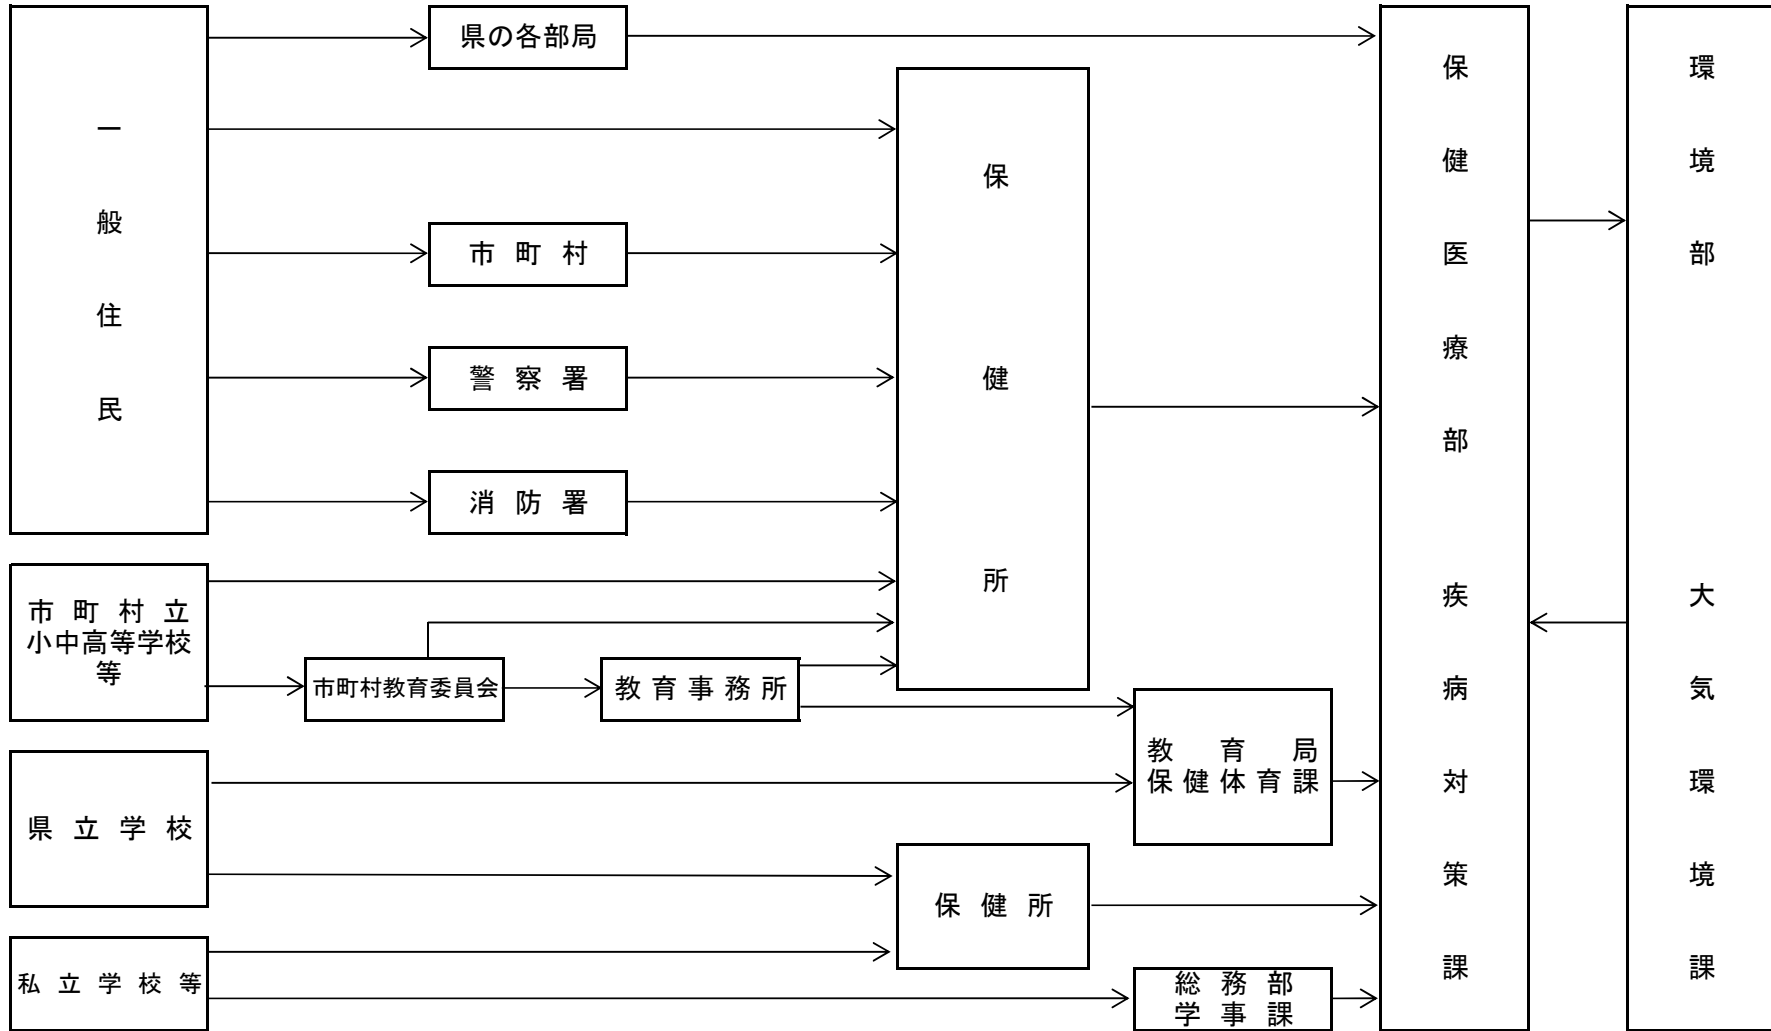 一般住民
県の各部局
市町村
警察署
消防署
保健所
市町村立
小中高等学校
等
市町村教育委員会
教育事務所
県立学校
私立学校等
教育局
保健体育課
保健所
総務部
学事課
保健医療部 疾病対策課
環境部 大気環境課